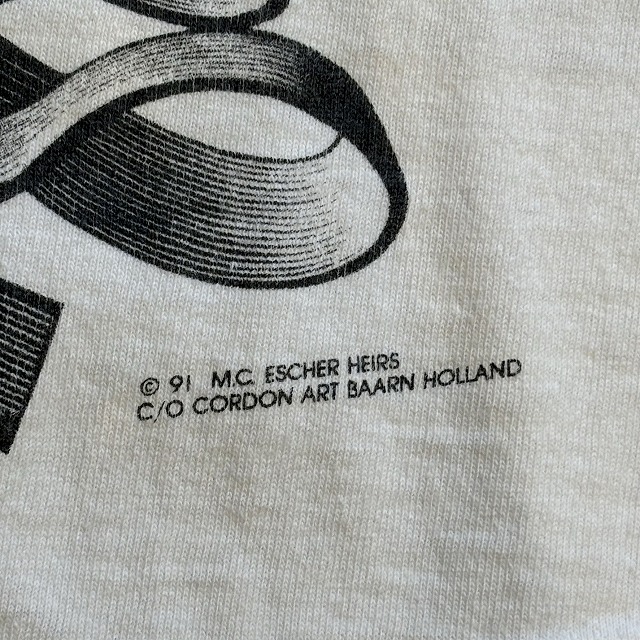 © 91 M.C. ESCHER HEIRS
C/O CORDON ART BAARN HOLLAND